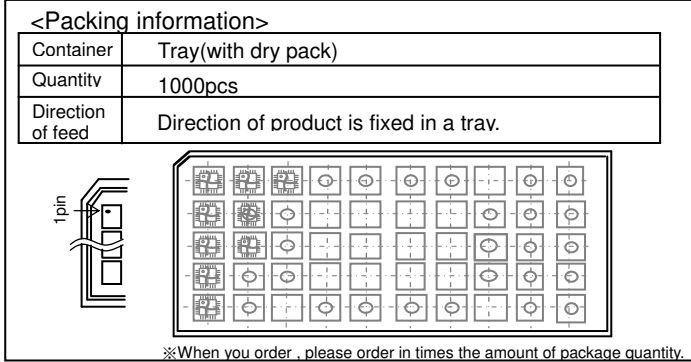 <Packing information>
Container Tray(with dry pack)
Quantity 1000pcs
Direction of feed Direction of product is fixed in a tray.
1pin
※When you order , please order in times the amount of package quantity.